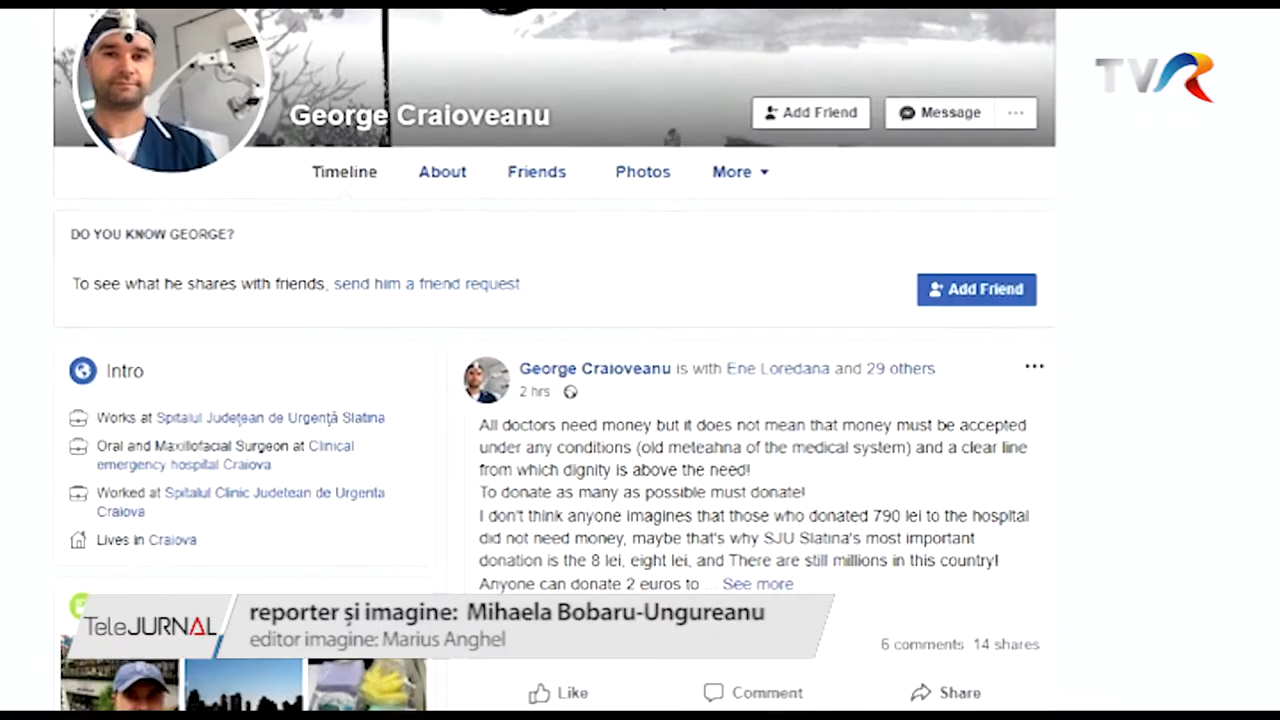 TVR
George Craioveanu
Add Friend
Message
Timeline
About
Friends
Photos
More
DO YOU KNOW GEORGE?
To see what he shares with friends, send him a friend request
Add Friend
Intro
Works at Spitalul Județean de Urgență Slatina
Oral and Maxillofacial Surgeon at Clinical
emergency hospital Craiova
Worked at Spitalul Clinic Judetean de Urgenta
Craiova
Lives in Craiova
George Craioveanu is with Ene Loredana and 29 others
2 hrs
All doctors need money but it does not mean that money must be accepted
under any conditions (old meteahna of the medical system) and a clear line
from which dignity is above the need!
To donate as many as possible must donate!
I don't think anyone imagines that those who donated 790 lei to the hospital
did not need money, maybe that's why SJU Slatina's most important
donation is the 8 lei, eight lei, and There are still millions in this country!
Anyone can donate 2 euros to ... See more
TeleJURNAL
reporter și imagine: Mihaela Bobaru-Ungureanu
editor imagine: Marius Anghel
6 comments 14 shares
Like
Comment
Share